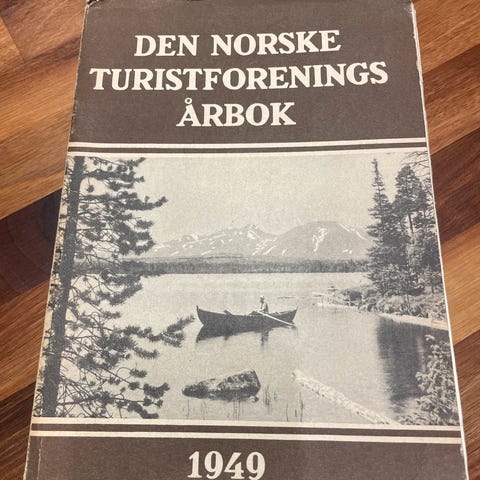 DEN NORSKE
TURISTFORENINGS
ÅRBOK
1949